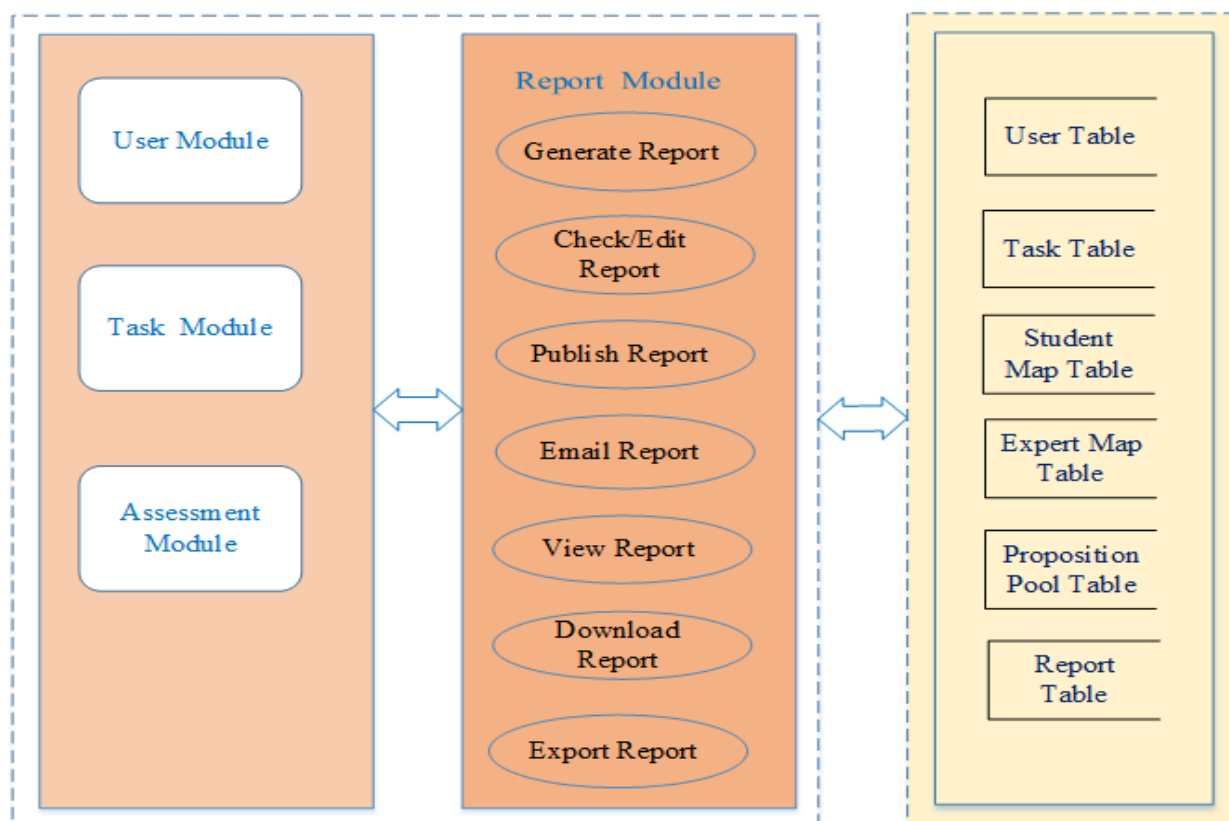 User Module
Task Module
Assessment
Module
Report Module
Generate Report
Check/Edit
Report
Publish Report
Email Report
View Report
Download
Report
Export Report
User Table
Task Table
Student
Map Table
Expert Map
Table
Proposition
Pool Table
Report
Table